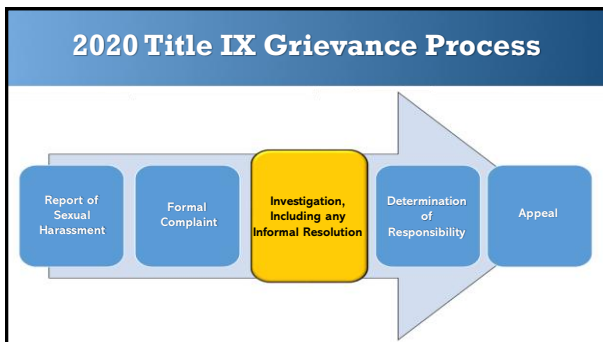 2020 Title IX Grievance Process
Report of
Sexual
Harassment
Formal
Complaint
Investigation,
Including any
Informal Resolution
Determination
of
Responsibility
Appeal